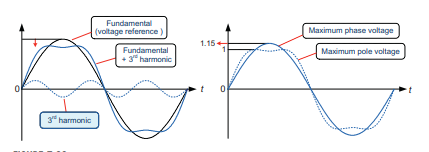 Fundamental
(voltage reference )
Fundamental
+ 3rd harmonic
0
t
3rd harmonic
Maximum phase voltage
Maximum pole voltage
1.15
1
0
t